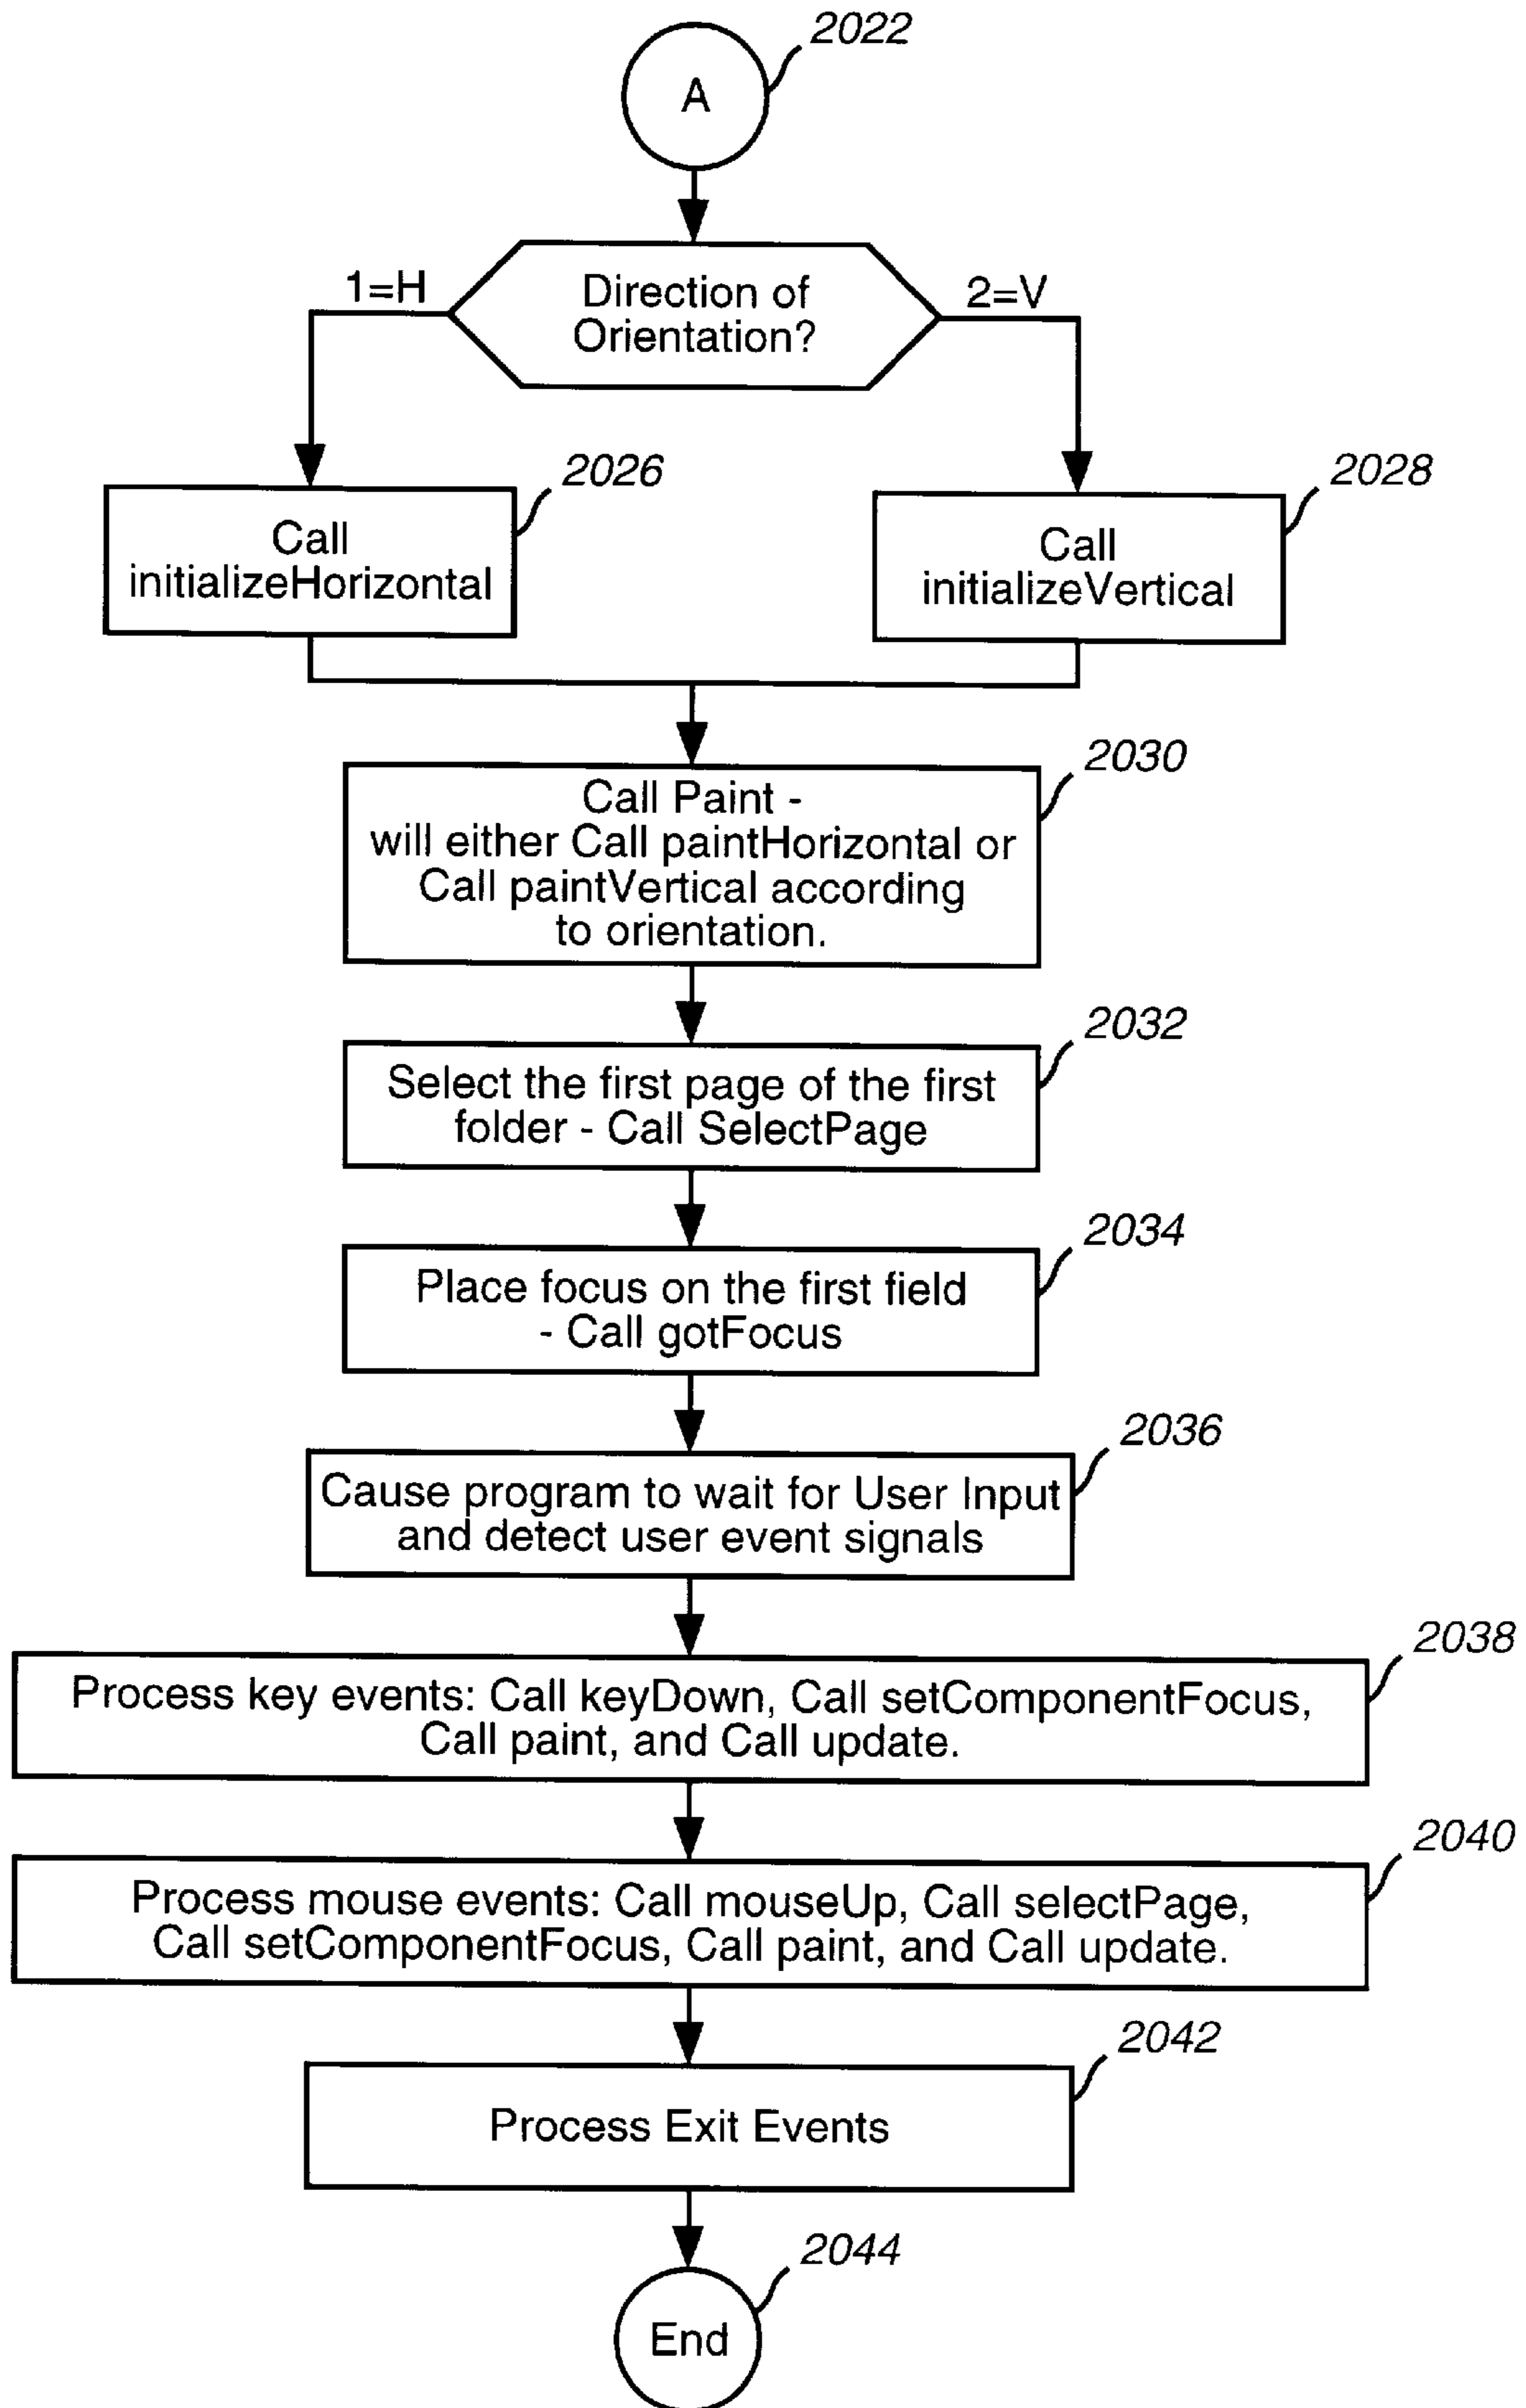 2022
A
1=H
Direction of
Orientation?
2=V
2026
Call
initializeHorizontal
2028
Call
initializeVertical
2030
Call Paint -
will either Call paintHorizontal or
Call paintVertical according
to orientation.
2032
Select the first page of the first
folder - Call SelectPage
2034
Place focus on the first field
- Call gotFocus
2036
Cause program to wait for User Input
and detect user event signals
2038
Process key events: Call keyDown, Call setComponentFocus,
Call paint, and Call update.
2040
Process mouse events: Call mouseUp, Call selectPage,
Call setComponentFocus, Call paint, and Call update.
2042
Process Exit Events
2044
End